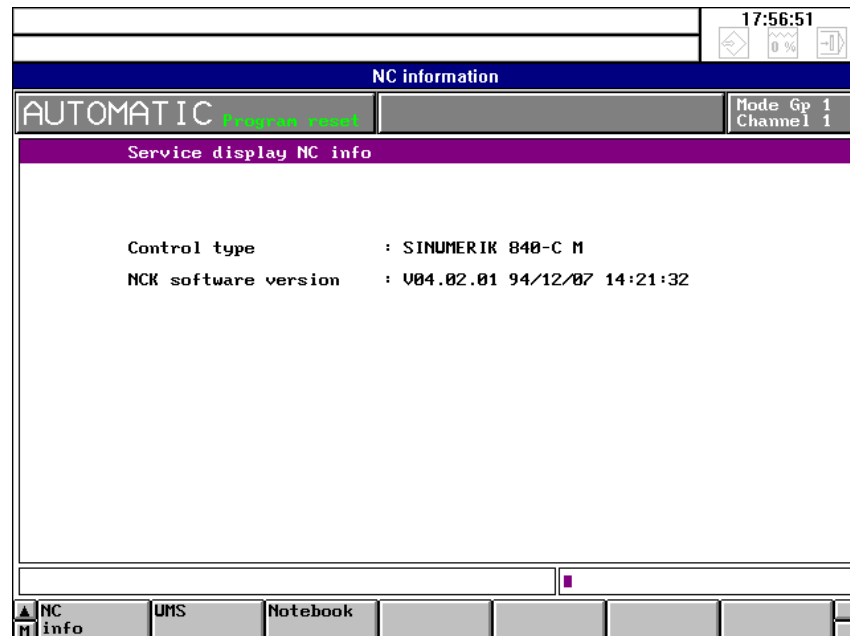 17:56:51
0 %
NC information
AUTOMATIC Program reset
Mode Gp 1
Channel 1
Service display NC info
Control type : SINUMERIK 840-C M
NCK software version : V04.02.01 94/12/07 14:21:32
NC info
UMS
Notebook
M